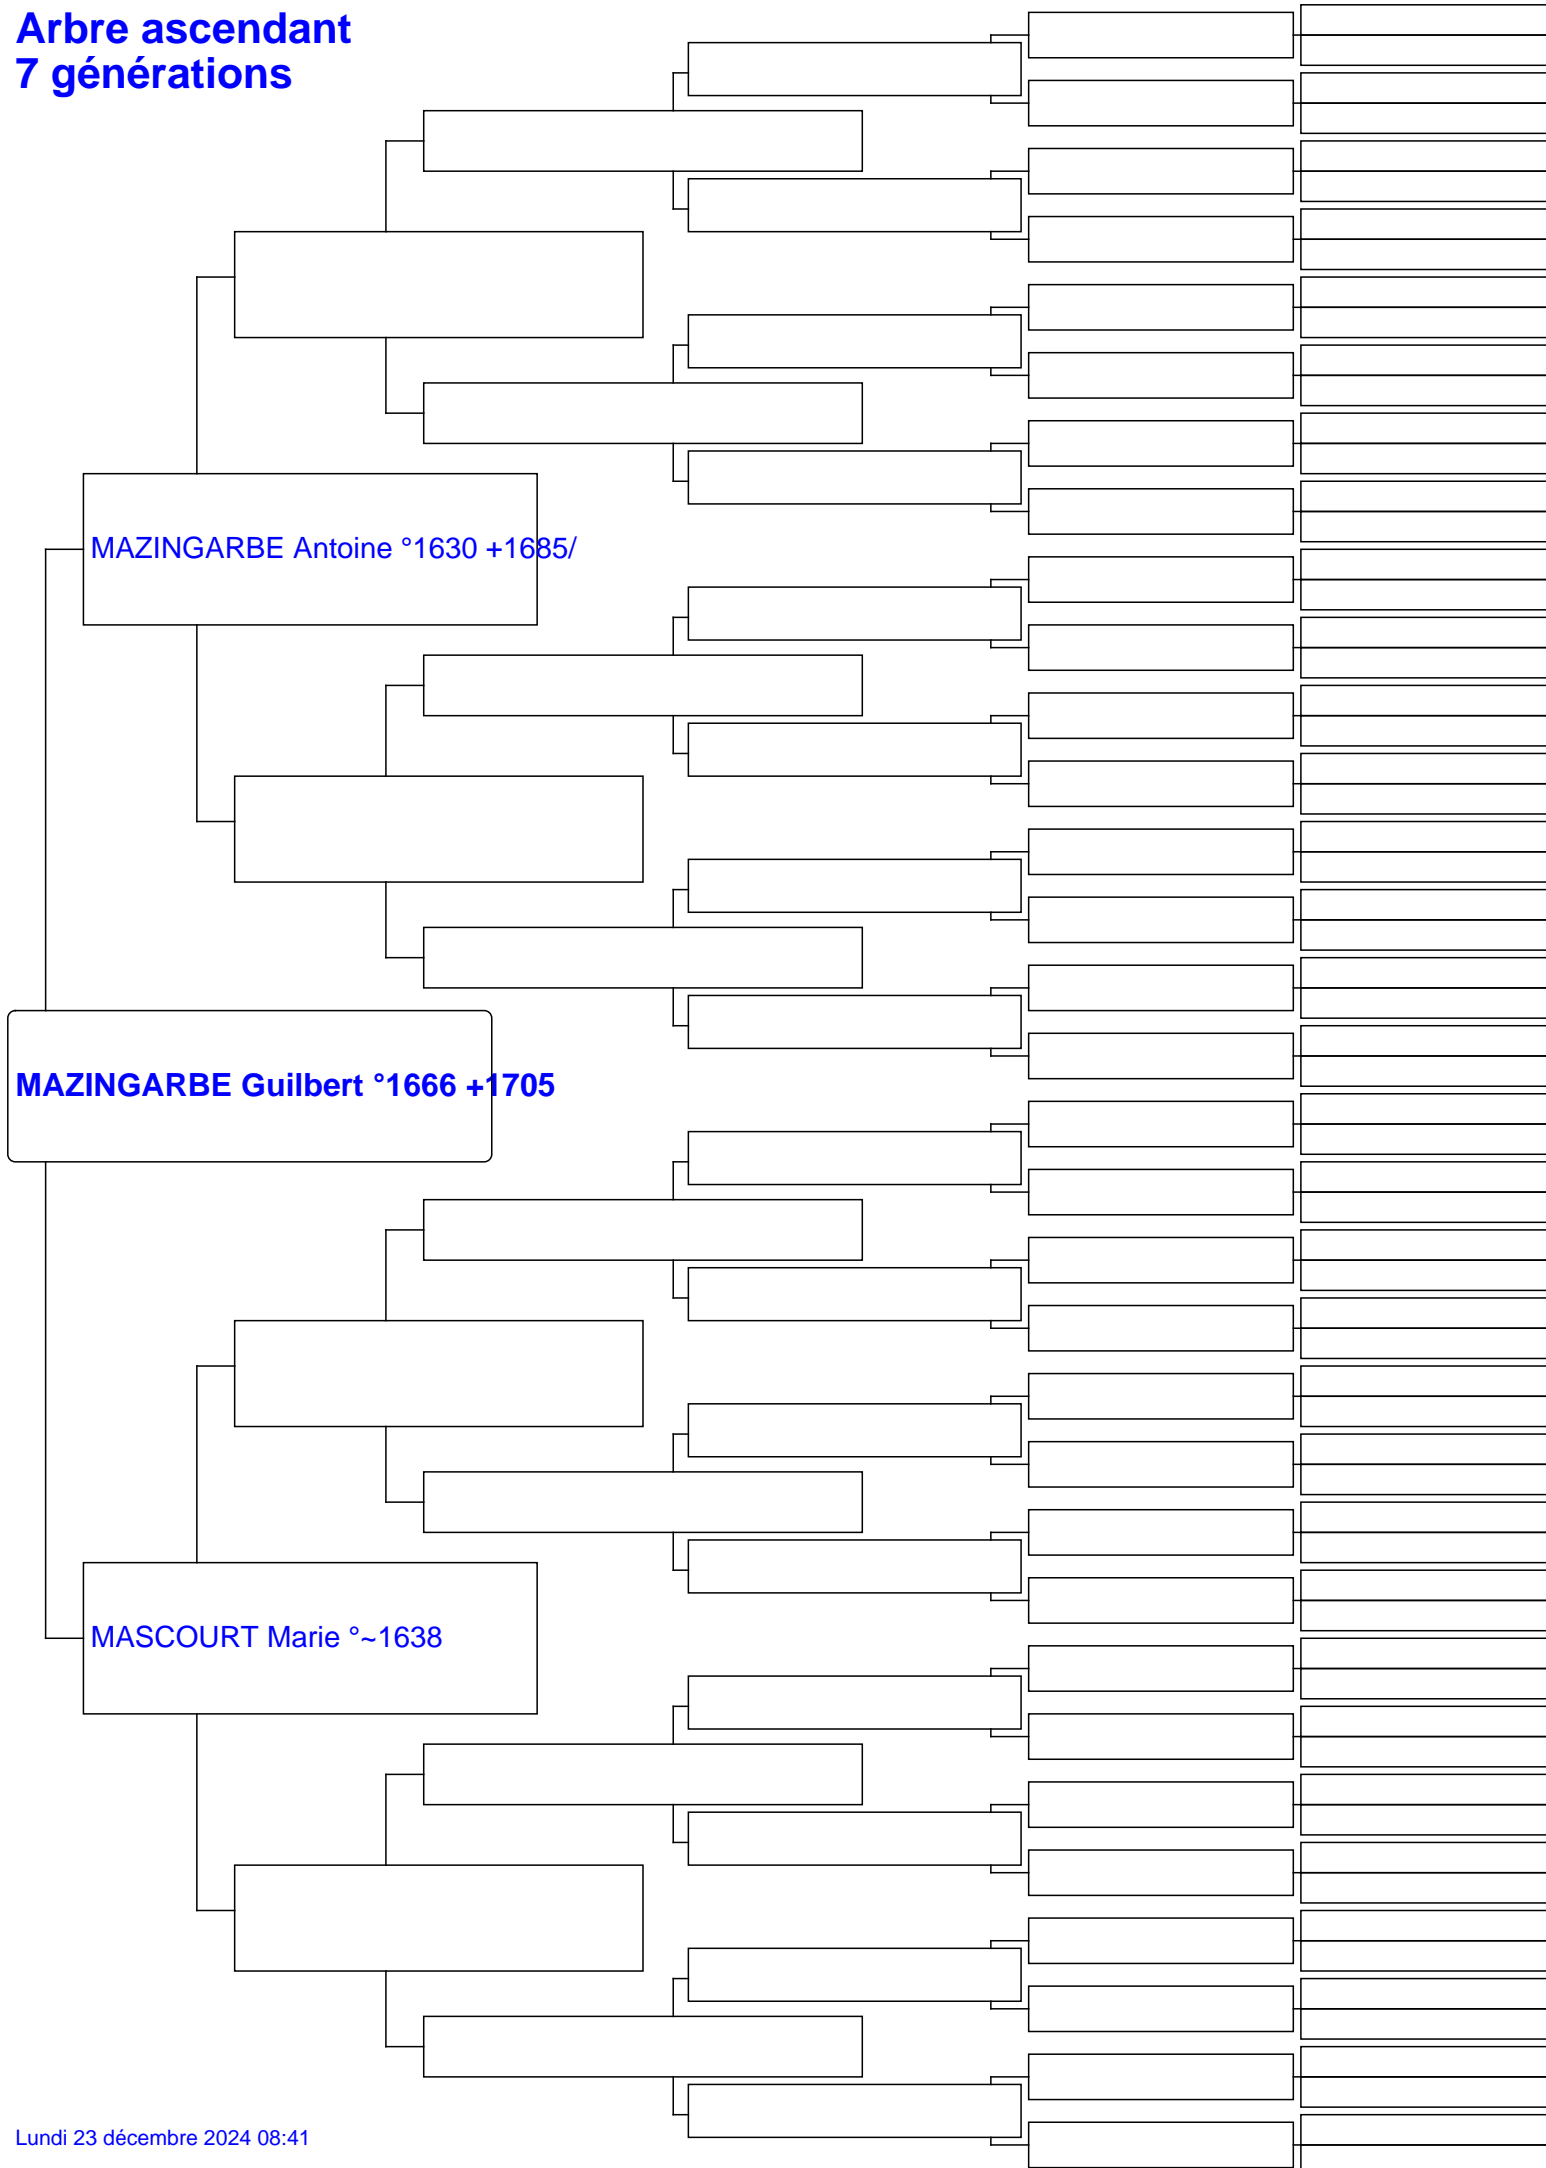 Arbre ascendant
7 générations
MAZINGARBE Antoine °1630 +1685/
MAZINGARBE Guilbert °1666 +1705
MASCOURT Marie °~1638
Lundi 23 décembre 2024 08:41